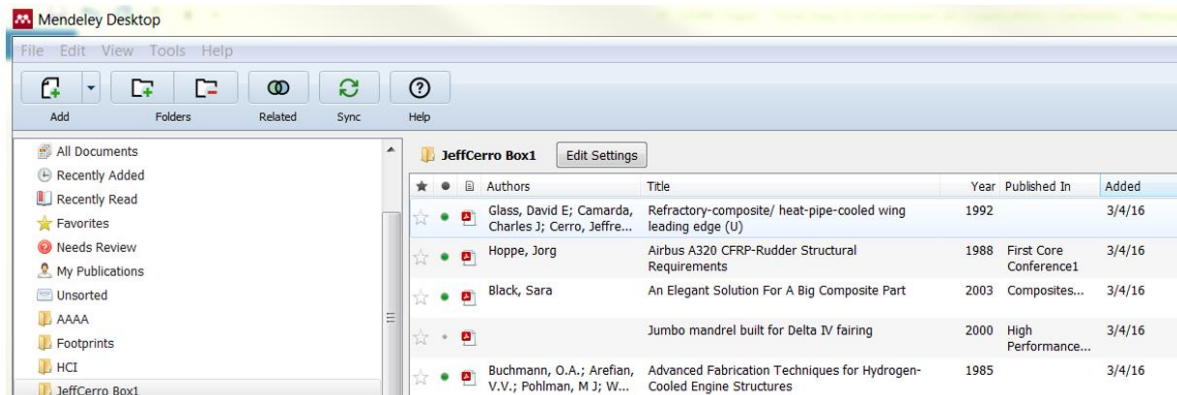 Mendeley Desktop
File Edit View Tools Help
Add Folders Related Sync Help
All Documents
Recently Added
Recently Read
Favorites
Needs Review
My Publications
Unsorted
AAAA
Footprints
HCI
JeffCerro Box1
JeffCerro Box1 Edit Settings
Authors Title Year Published In Added
Glass, David E; Camarda, Refractory-composite/ heat-pipe-cooled wing 1992 3/4/16
Charles J; Cerro, Jeffre... leading edge (U)
Hoppe, Jorg Airbus A320 CFRP-Rudder Structural 1988 First Core 3/4/16
Requirements Conference1
Black, Sara An Elegant Solution For A Big Composite Part 2003 Composites... 3/4/16
Jumbo mandrel built for Delta IV fairing 2000 High 3/4/16
Performance...
Buchmann, O.A.; Arefian, Advanced Fabrication Techniques for Hydrogen- 1985 3/4/16
V.V.; Pohlman, M J; W... Cooled Engine Structures